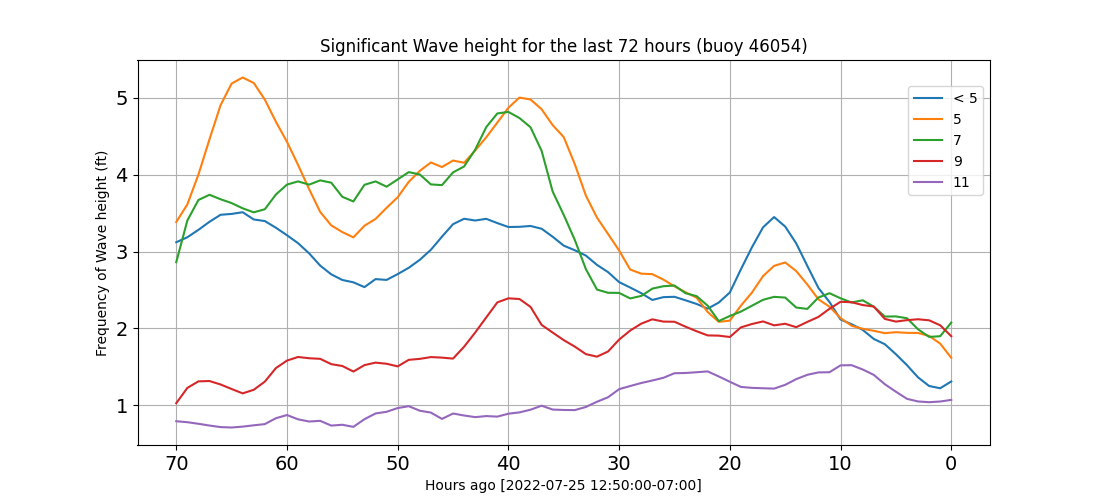 Significant Wave height for the last 72 hours (buoy 46054)
Frequency of Wave height (ft)
5
4
3
2
1
< 5
5
7
9
11
70 60 50 40 30 20 10 0
Hours ago [2022-07-25 12:50:00-07:00]